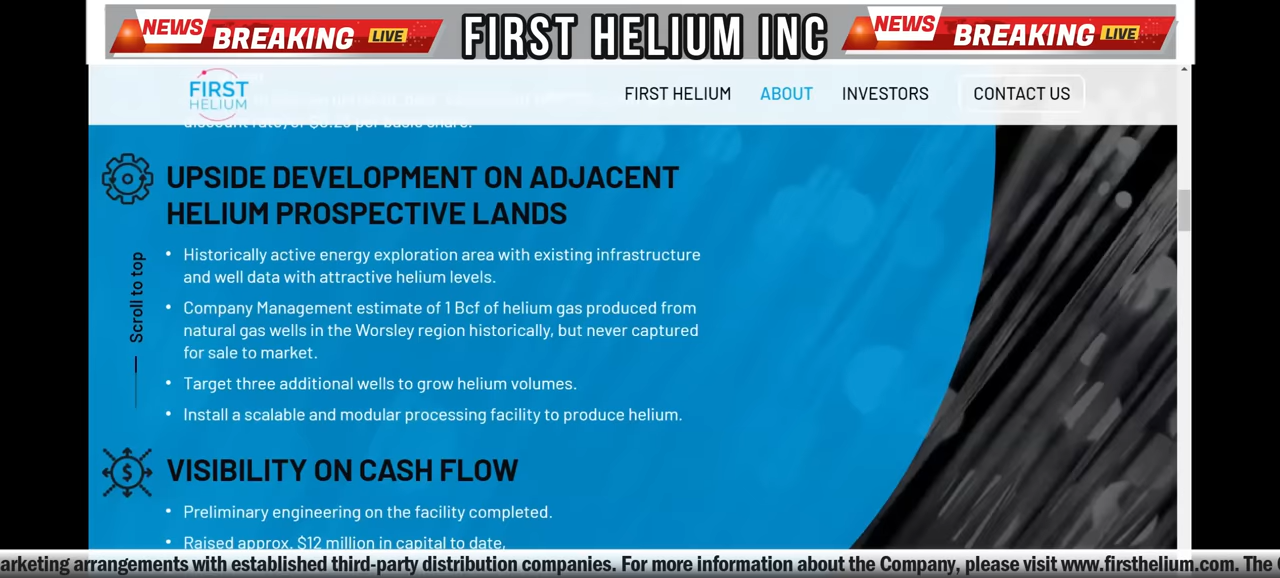 NEWS BREAKING LIVE FIRST HELIUM INC NEWS BREAKING LIVE
FIRST HELIUM
FIRST HELIUM ABOUT INVESTORS CONTACT US
UPSIDE DEVELOPMENT ON ADJACENT
HELIUM PROSPECTIVE LANDS
• Historically active energy exploration area with existing infrastructure
and well data with attractive helium levels.
• Company Management estimate of 1 Bcf of helium gas produced from
natural gas wells in the Worsley region historically, but never captured
for sale to market.
• Target three additional wells to grow helium volumes.
• Install a scalable and modular processing facility to produce helium.
Scroll to top
VISIBILITY ON CASH FLOW
• Preliminary engineering on the facility completed.
• Raised approx. $12 million in capital to date,
arketing arrangements with established third-party distribution companies. For more information about the Company, please visit www.firsthelium.com. The